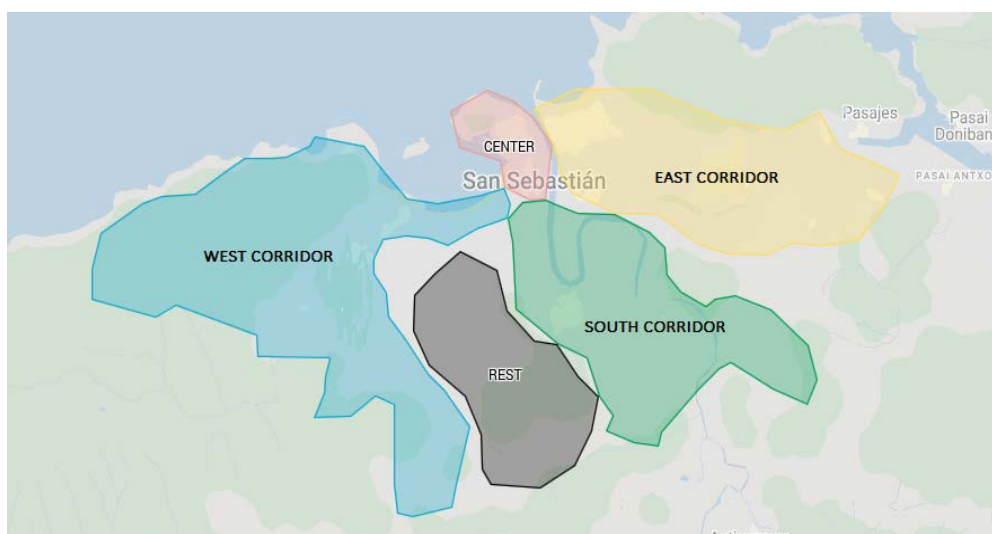 Pasajes
Pasai
Doniban
CENTER
San Sebastián
EAST CORRIDOR
PASAI ANTXO
WEST CORRIDOR
SOUTH CORRIDOR
REST